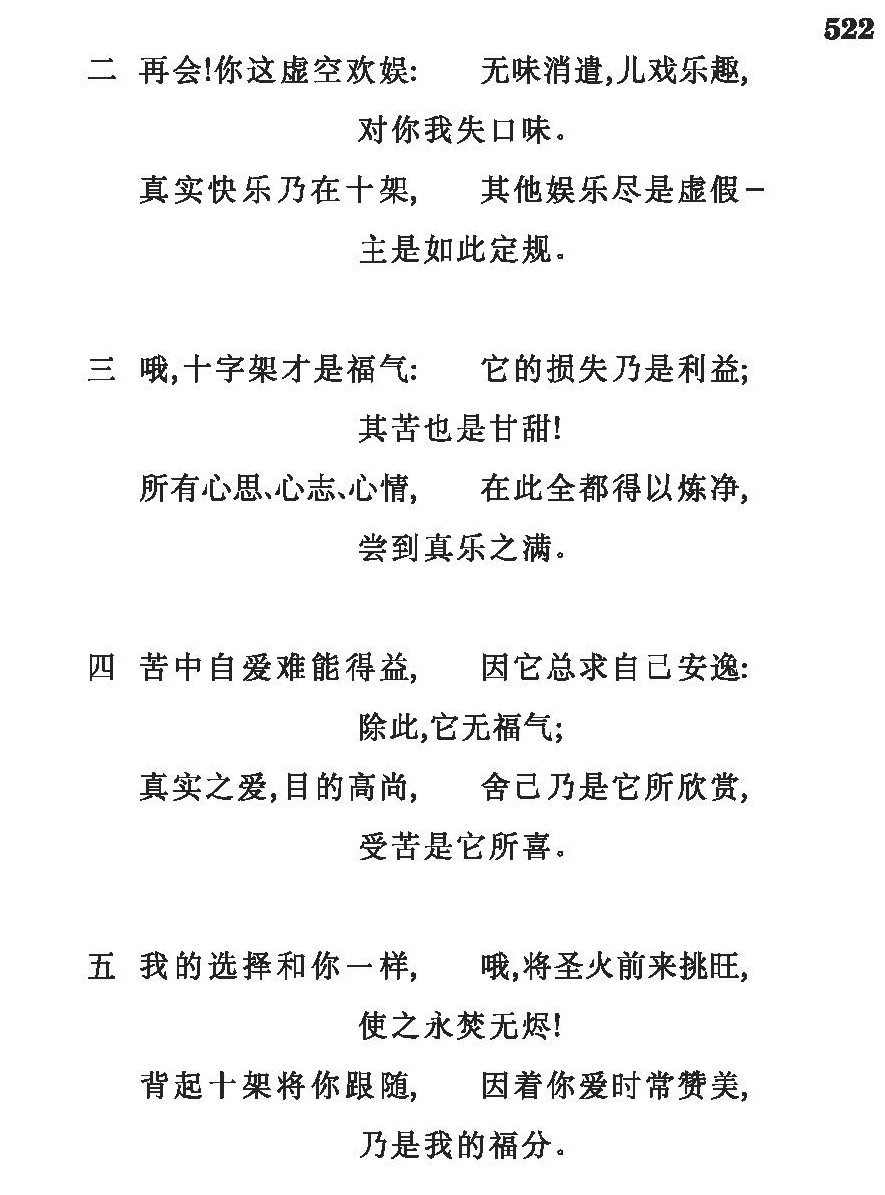 522
二 再会!你这虚空欢娱: 无味消遣,儿戏乐趣,
对你我失口味。
真实快乐乃在十架, 其他娱乐尽是虚假－
主是如此定规。
三 哦,十字架才是福气: 它的损失乃是利益;
其苦也是甘甜!
所有心思、心志、心情, 在此全都得以炼净,
尝到真乐之满。
四 苦中自爱难能得益, 因它总求自己安逸:
除此,它无福气;
真实之爱,目的高尚, 舍己乃是它所欣赏,
受苦是它所喜。
五 我的选择和你一样, 哦,将圣火前来挑旺,
使之永焚无烬!
背起十架将你跟随, 因着你爱时常赞美,
乃是我的福分。